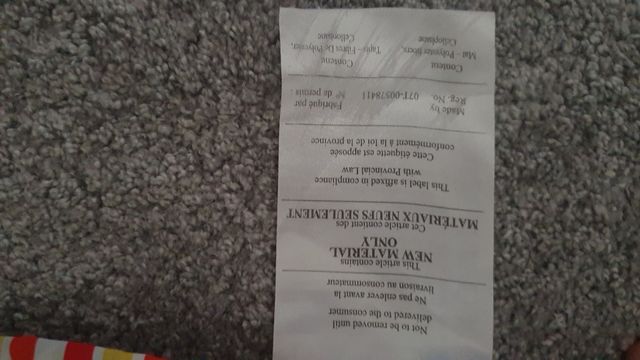 Not to be removed until
delivered to the consumer
Ne pas enlever avant la
livraison au consommateur
This article contains
NEW MATERIAL
ONLY
Cet article contient des
MATÉRIAUX NEUFS SEULEMENT
This label is affixed in compliance
with Provincial Law
Cette étiquette est apposée
conformément à la loi de la province
Made by Fabriqué par
Reg. No. 07T-00578411 N° de permis :
Content Contenu
Mat - Polyester fibers, Tapis - Fibres De Polyester,
Cellophane Cellophane